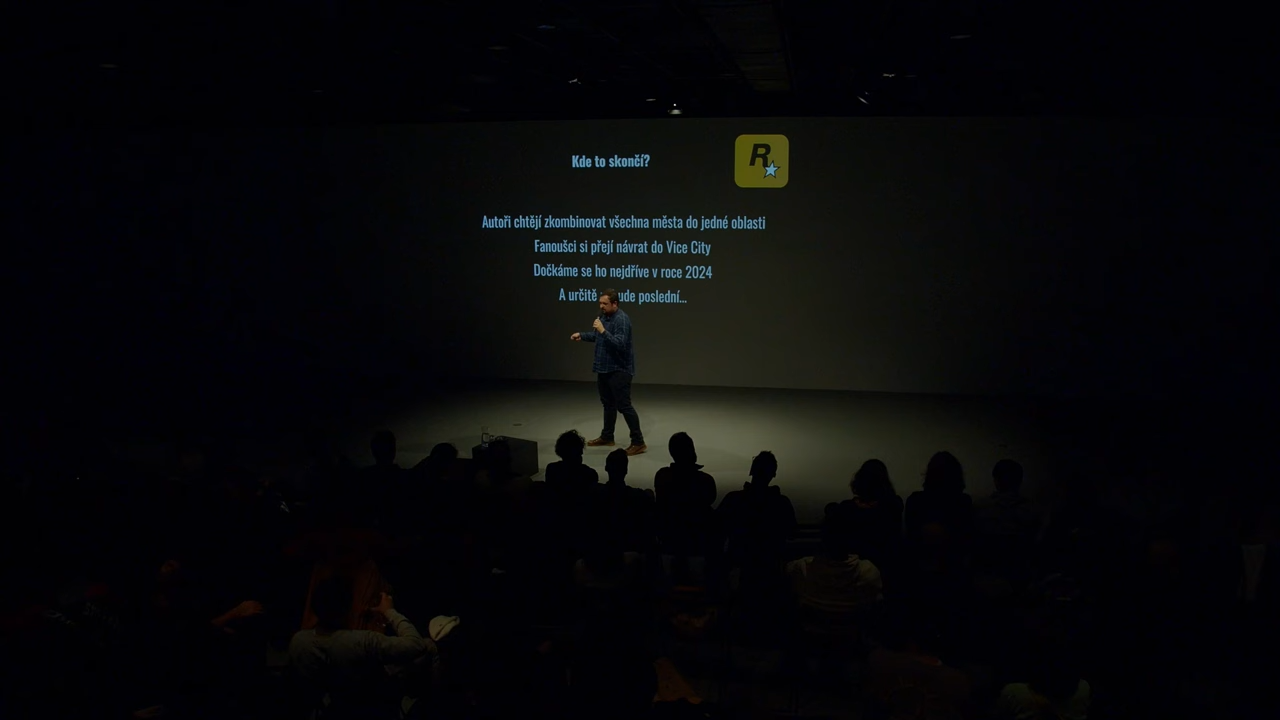 Kde to skončí?
R
Autoři chtějí zkombinovat všechna města do jedné oblasti
Fanoušci si přejí návrat do Vice City
Dočkáme se ho nejdříve v roce 2024
A určitě poslední...